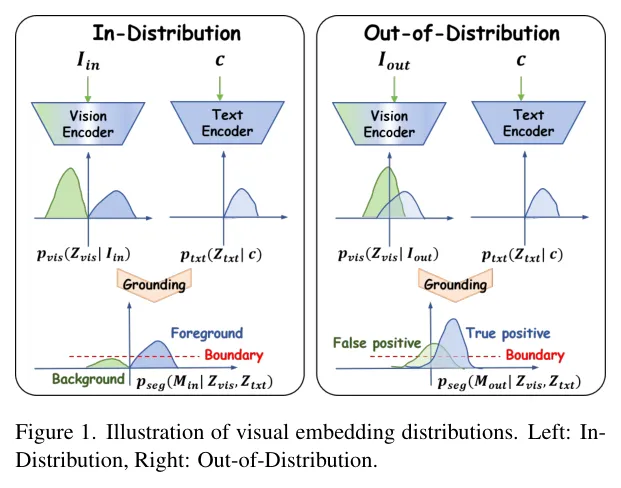 In-Distribution
I_in
c
Vision
Encoder
Text
Encoder
p_vis(Z_vis| I_in)
p_txt(Z_txt| c)
Grounding
Foreground
Boundary
Background
p_seg(M_in| Z_vis, Z_txt)
Out-of-Distribution
I_out
c
Vision
Encoder
Text
Encoder
p_vis(Z_vis| I_out)
p_txt(Z_txt| c)
Grounding
False positive
True positive
Boundary
p_seg(M_out| Z_vis, Z_txt)
Figure 1. Illustration of visual embedding distributions. Left: In-
Distribution, Right: Out-of-Distribution.